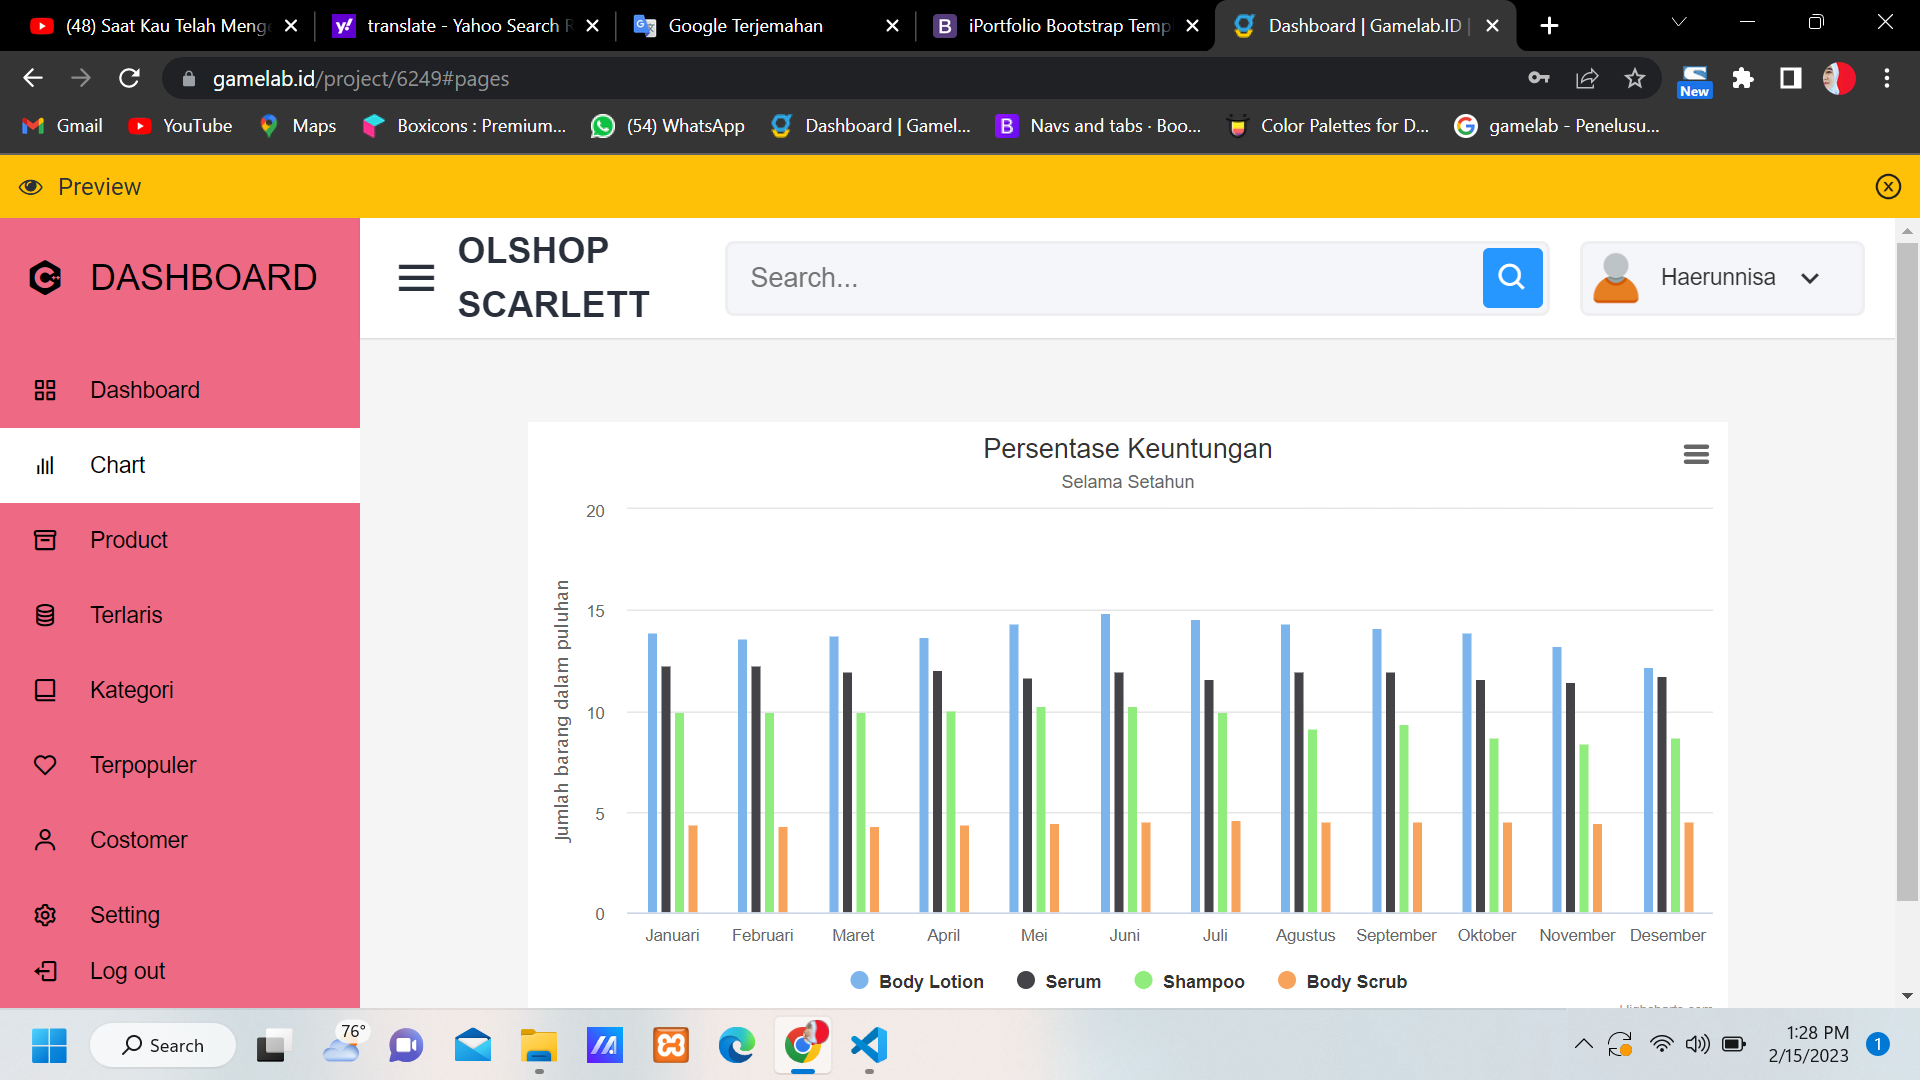 (48) Saat Kau Telah Menge
translate - Yahoo Search R
Google Terjemahan
iPortfolio Bootstrap Temp
Dashboard | Gamelab.ID |
gamelab.id/project/6249#pages
New
Gmail
YouTube
Maps
Boxicons : Premium...
(54) WhatsApp
Dashboard | Gamel...
Navs and tabs · Boo...
Color Palettes for D...
gamelab - Penelusu...
Preview
DASHBOARD
OLSHOP
SCARLETT
Search...
Haerunnisa
Dashboard
Chart
Product
Terlaris
Kategori
Terpopuler
Costomer
Setting
Log out
Persentase Keuntungan
Selama Setahun
Jumlah barang dalam puluhan
20
15
10
5
0
Januari Februari Maret April Mei Juni Juli Agustus September Oktober November Desember
Body Lotion Serum Shampoo Body Scrub
Search
76°
1:28 PM
2/15/2023
1